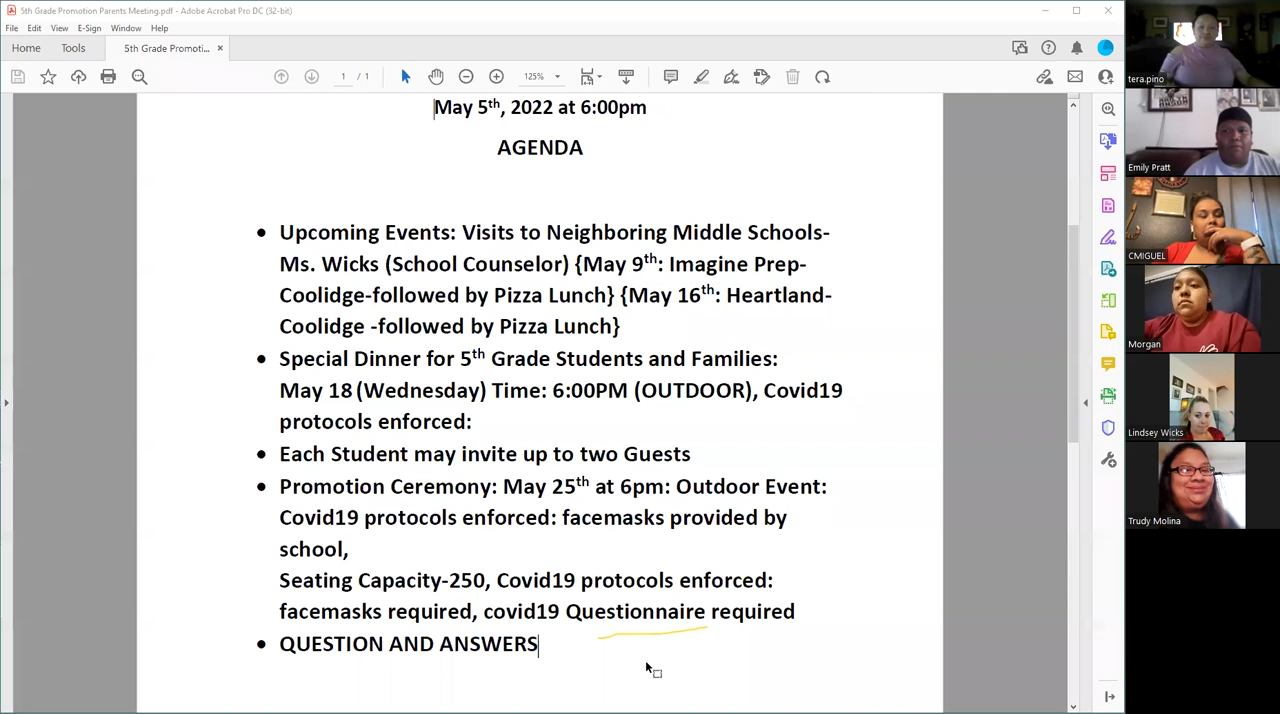 5th Grade Promotion Parents Meeting.pdf - Adobe Acrobat Pro DC (32-bit)
File Edit View E-Sign Window Help
Home Tools 5th Grade Promoti... ×
1 / 1 125%
May 5th, 2022 at 6:00pm
AGENDA
• Upcoming Events: Visits to Neighboring Middle Schools-
Ms. Wicks (School Counselor) {May 9th: Imagine Prep-
Coolidge-followed by Pizza Lunch} {May 16th: Heartland-
Coolidge -followed by Pizza Lunch}
• Special Dinner for 5th Grade Students and Families:
May 18 (Wednesday) Time: 6:00PM (OUTDOOR), Covid19
protocols enforced:
• Each Student may invite up to two Guests
• Promotion Ceremony: May 25th at 6pm: Outdoor Event:
Covid19 protocols enforced: facemasks provided by
school,
Seating Capacity-250, Covid19 protocols enforced:
facemasks required, covid19 Questionnaire required
• QUESTION AND ANSWERS
tera.pino
Emily Pratt
CMIGUEL
Morgan
Lindsey Wicks
Trudy Molina